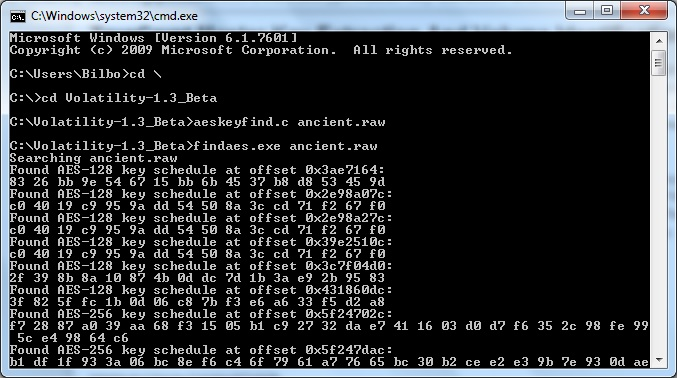 C:\Windows\system32\cmd.exe
Microsoft Windows [Version 6.1.7601]
Copyright (c) 2009 Microsoft Corporation.  All rights reserved.
C:\Users\Bilbo>cd \
C:\>cd Volatility-1.3_Beta
C:\Volatility-1.3_Beta>aeskeyfind.c ancient.raw
C:\Volatility-1.3_Beta>findaes.exe ancient.raw
Searching ancient.raw
Found AES-128 key schedule at offset 0x3ae7164:
83 26 bb 9e 54 67 15 bb 6b 45 37 b8 d8 53 45 9d
Found AES-128 key schedule at offset 0x2e98a07c:
c0 40 19 c9 95 9a dd 54 50 8a 3c cd 71 f2 67 f0
Found AES-128 key schedule at offset 0x2e98a27c:
c0 40 19 c9 95 9a dd 54 50 8a 3c cd 71 f2 67 f0
Found AES-128 key schedule at offset 0x39e2510c:
c0 40 19 c9 95 9a dd 54 50 8a 3c cd 71 f2 67 f0
Found AES-128 key schedule at offset 0x3c7f04d0:
2f 39 8b 8a 10 87 4b 0d dc 7d 1b 3a e9 2b 95 83
Found AES-128 key schedule at offset 0x431860dc:
3f 82 5f fc 1b 0d 06 c8 7b f3 e6 a6 33 f5 d2 a8
Found AES-256 key schedule at offset 0x5f24702c:
f7 28 87 a0 39 aa 68 f3 15 05 b1 c9 27 32 da e7 41 16 03 d0 d7 f6 35 2c 98 fe 99
5c e4 98 64 c6
Found AES-256 key schedule at offset 0x5f247dac:
b1 df 1f 93 3a 06 bc 8e f6 c4 6f 79 61 a7 76 65 bc 30 b2 ce e2 e3 9b 7e 93 0d ae